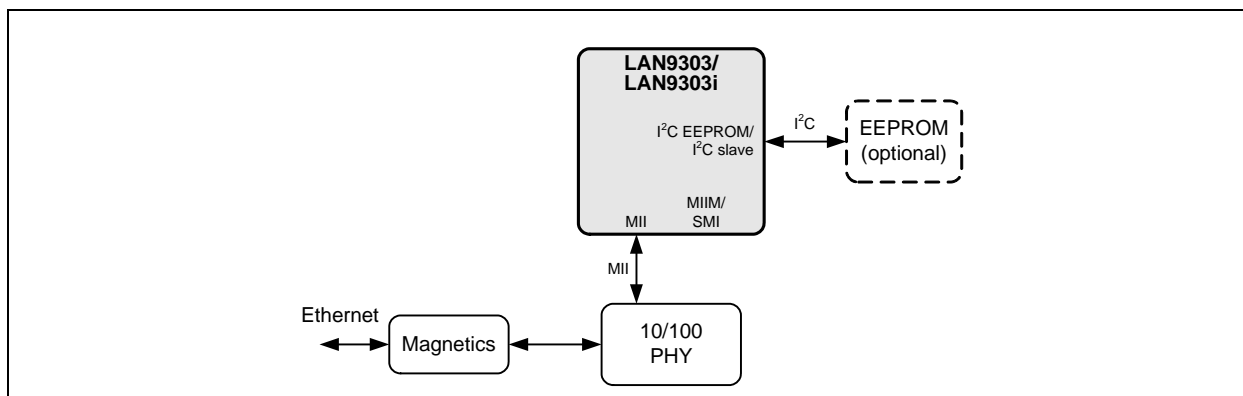 LAN9303/
LAN9303i
I²C EEPROM/
I²C slave
I²C
EEPROM
(optional)
MIIM/
SMI
MII
MII
Ethernet
Magnetics
10/100
PHY